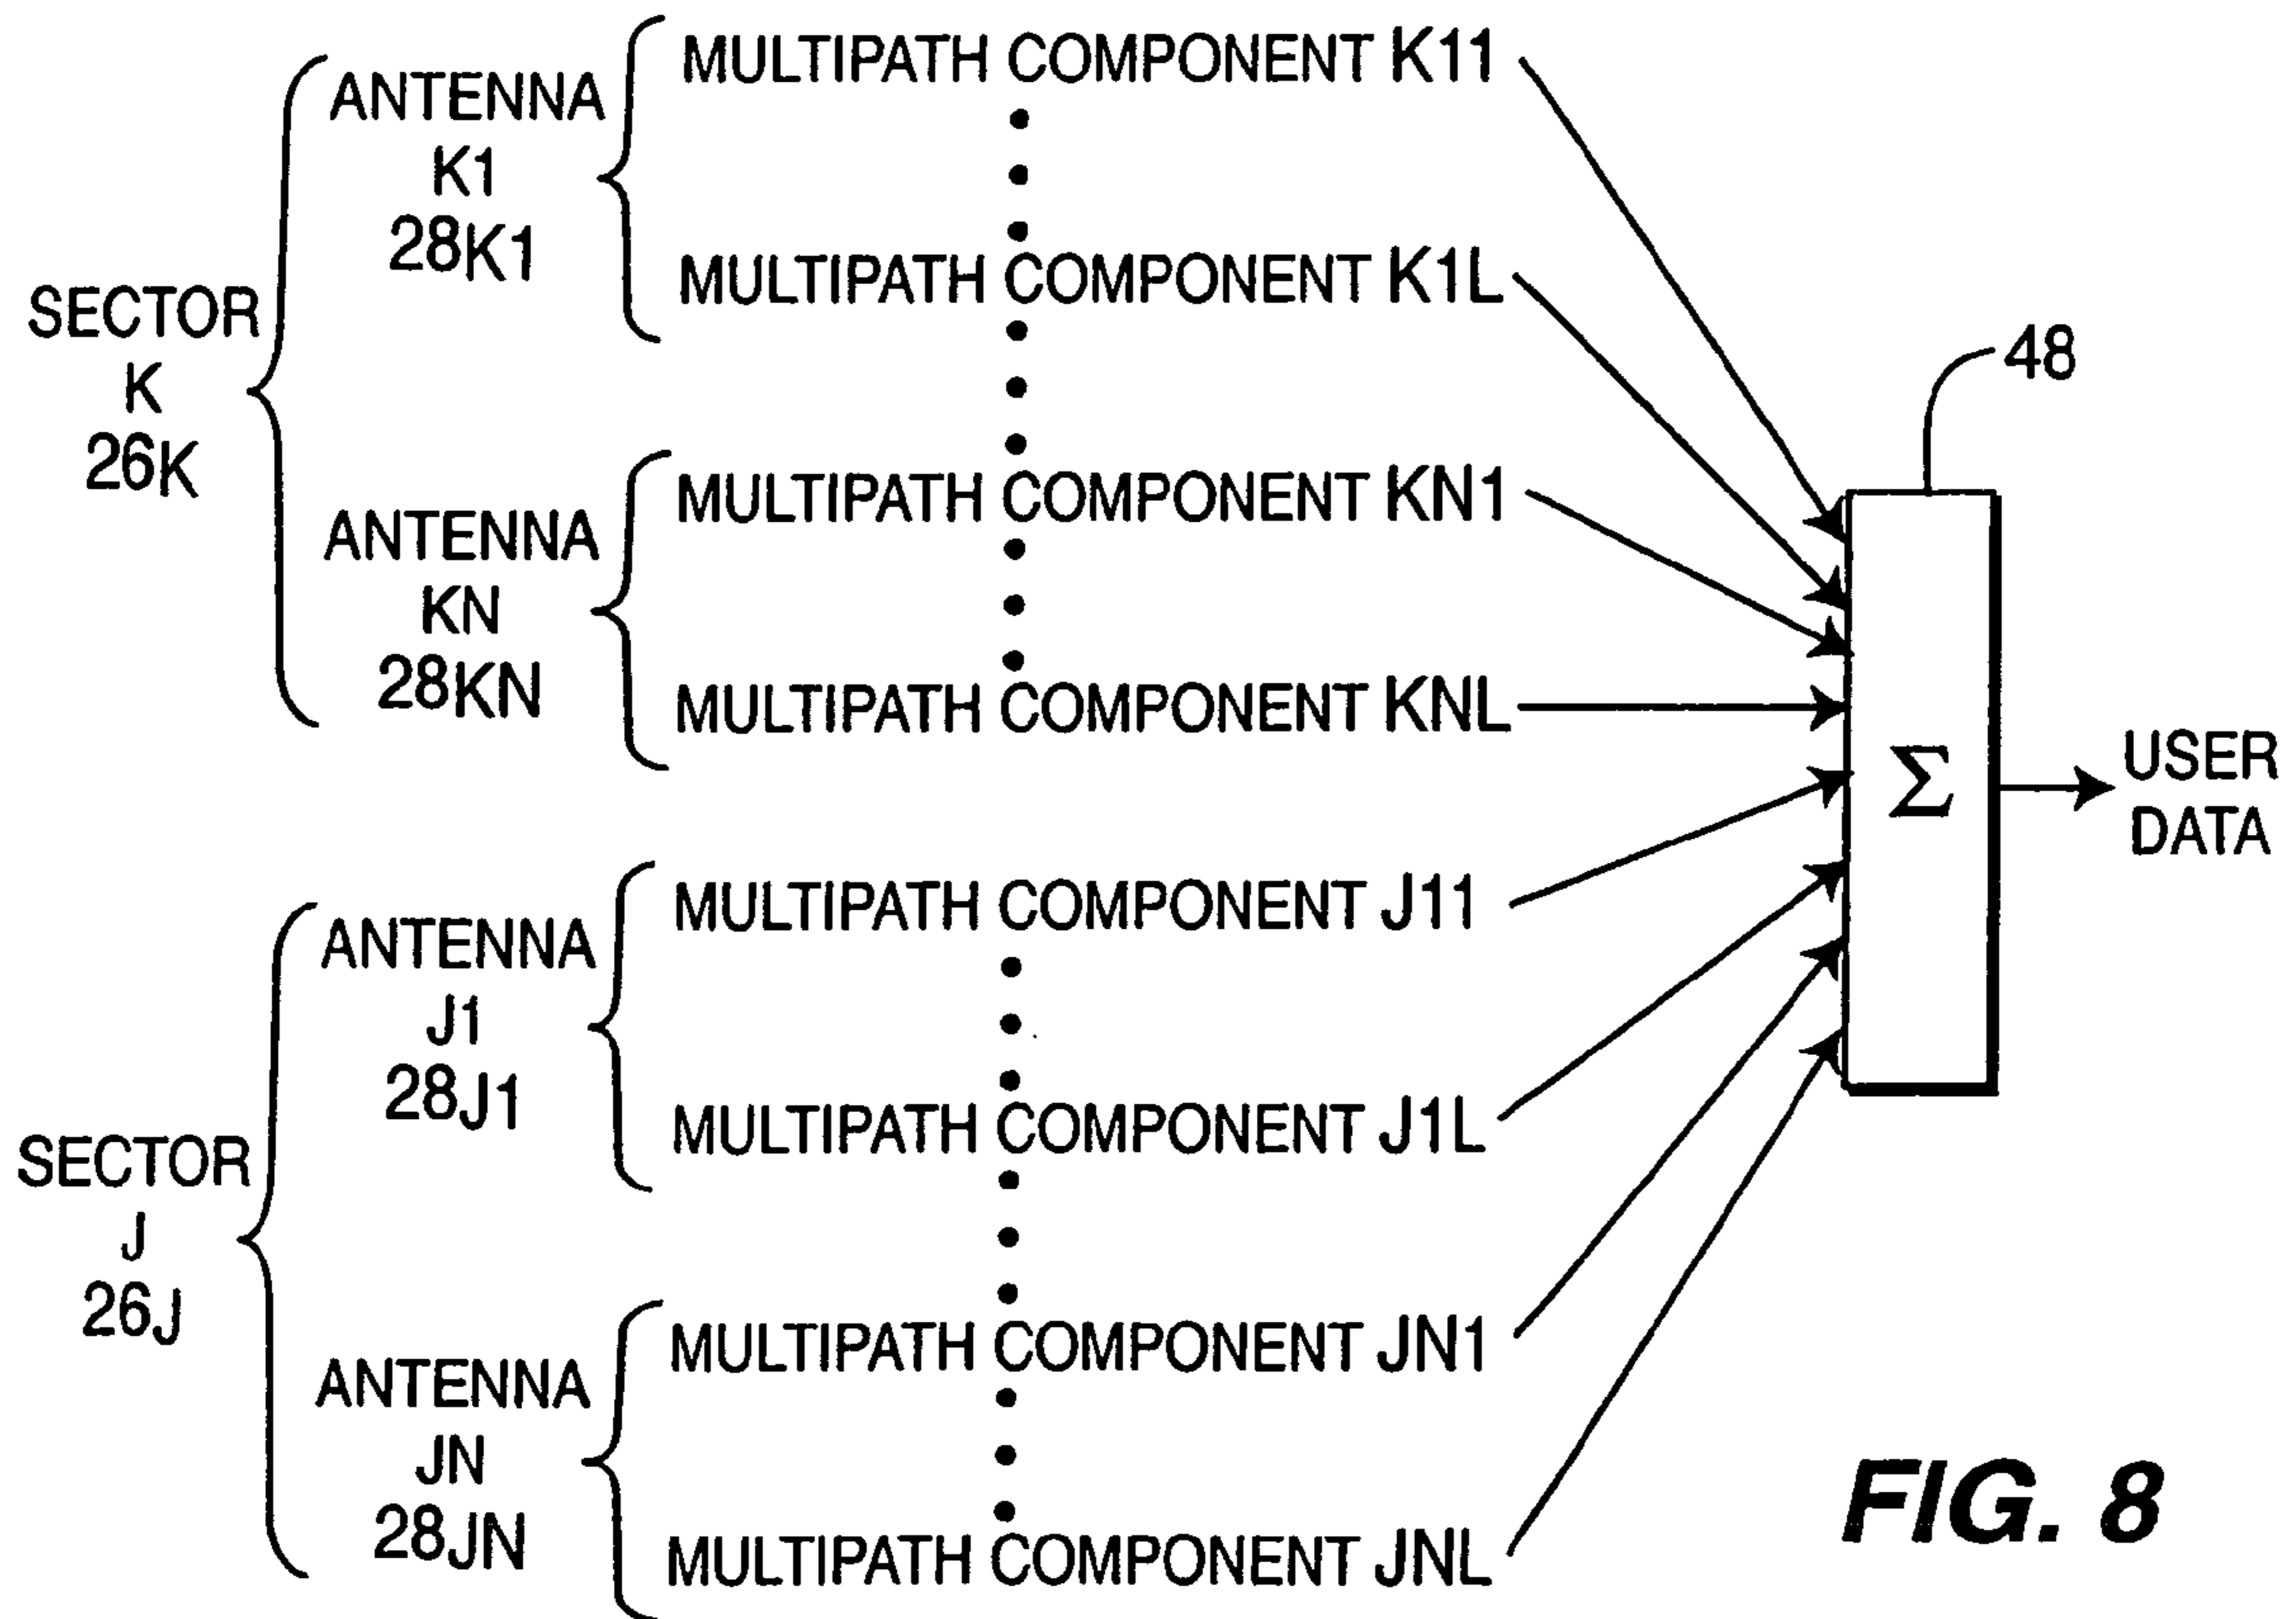 SECTOR
K
26K
ANTENNA
K1
28K1
MULTIPATH COMPONENT K11
MULTIPATH COMPONENT K1L
ANTENNA
KN
28KN
MULTIPATH COMPONENT KN1
MULTIPATH COMPONENT KNL
SECTOR
J
26J
ANTENNA
J1
28J1
MULTIPATH COMPONENT J11
MULTIPATH COMPONENT J1L
ANTENNA
JN
28JN
MULTIPATH COMPONENT JN1
MULTIPATH COMPONENT JNL
48
Σ
USER
DATA
FIG. 8